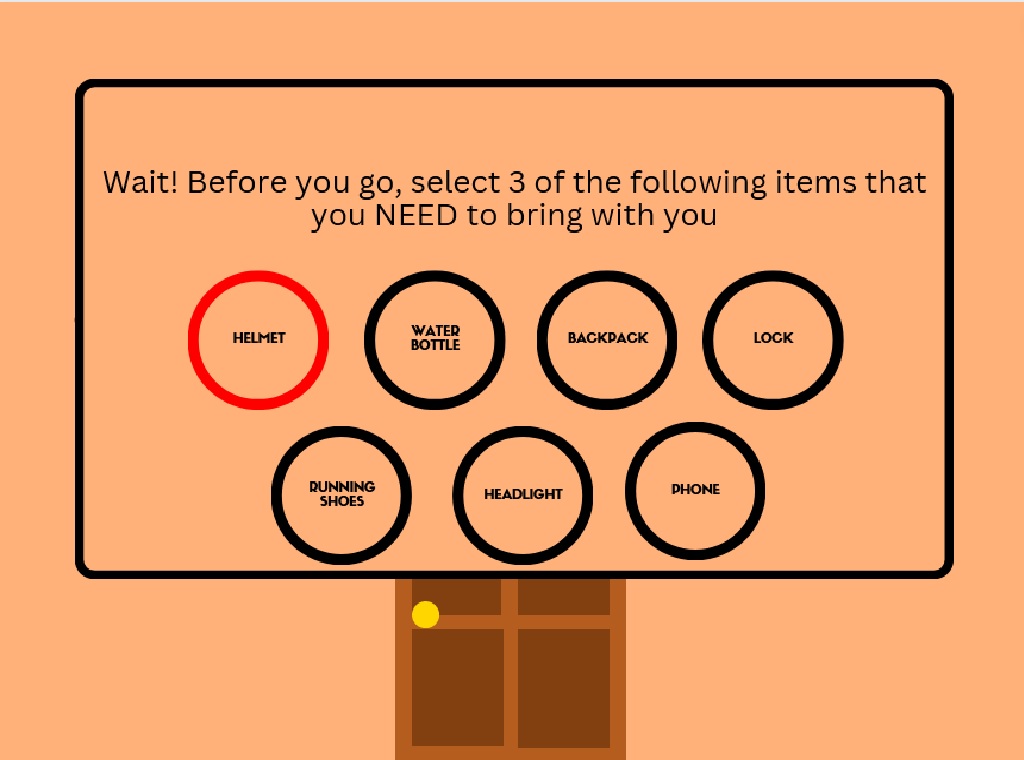 Wait! Before you go, select 3 of the following items that
you NEED to bring with you
HELMET
WATER
BOTTLE
BACKPACK
LOCK
RUNNING
SHOES
HEADLIGHT
PHONE